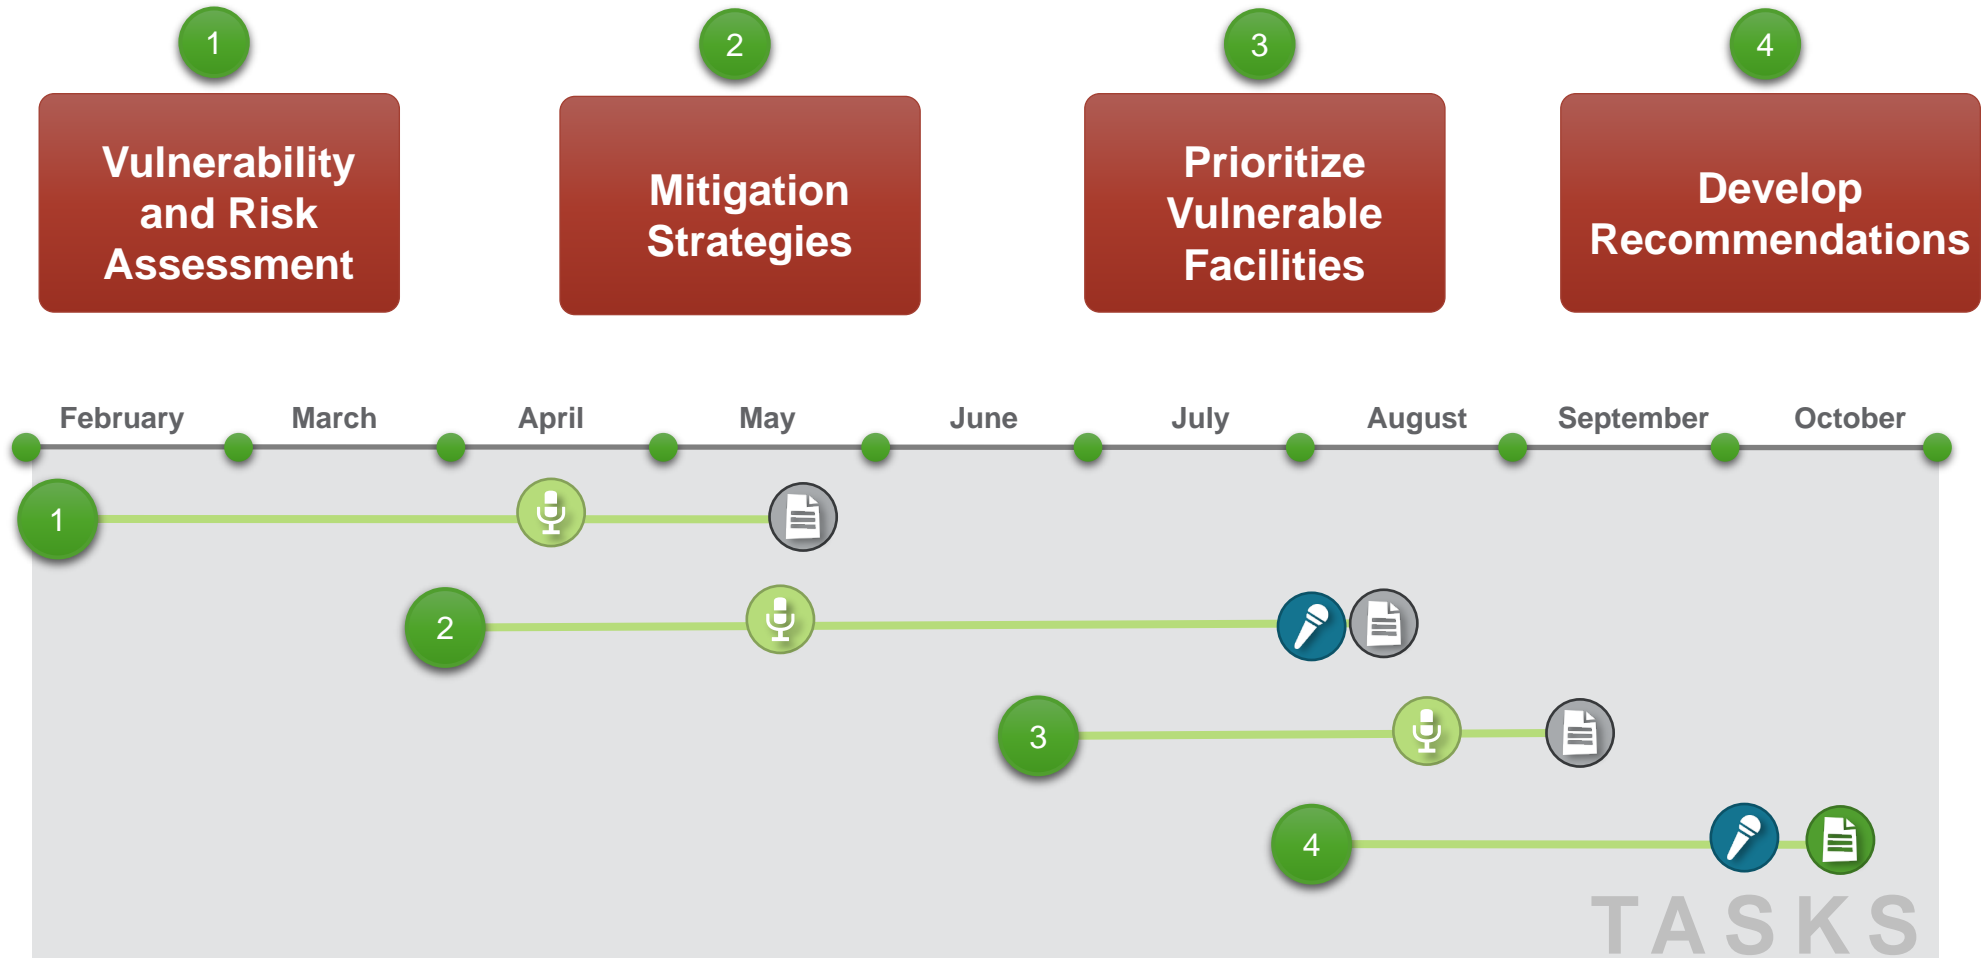 1
2
3
4
Vulnerability
and Risk
Assessment
Mitigation
Strategies
Prioritize
Vulnerable
Facilities
Develop
Recommendations
February March April May June July August September October
1
2
3
4
TASKS